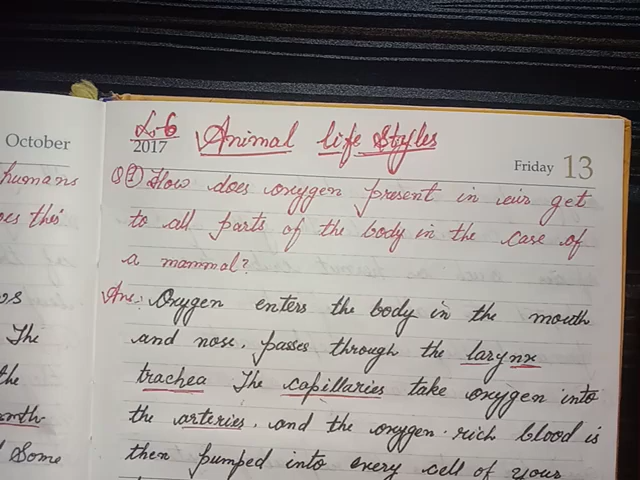 October
humans
oes this
The
the
Some
L.6 Animal life Styles
2017
Friday 13
Q1 How does oxygen present in air get
to all parts of the body in the case of
a mammal?
Ans: Oxygen enters the body in the mouth
and nose, passes through the larynx
trachea The capillaries take oxygen into
the arteries, and the oxygen-rich blood is
then pumped into every cell of your